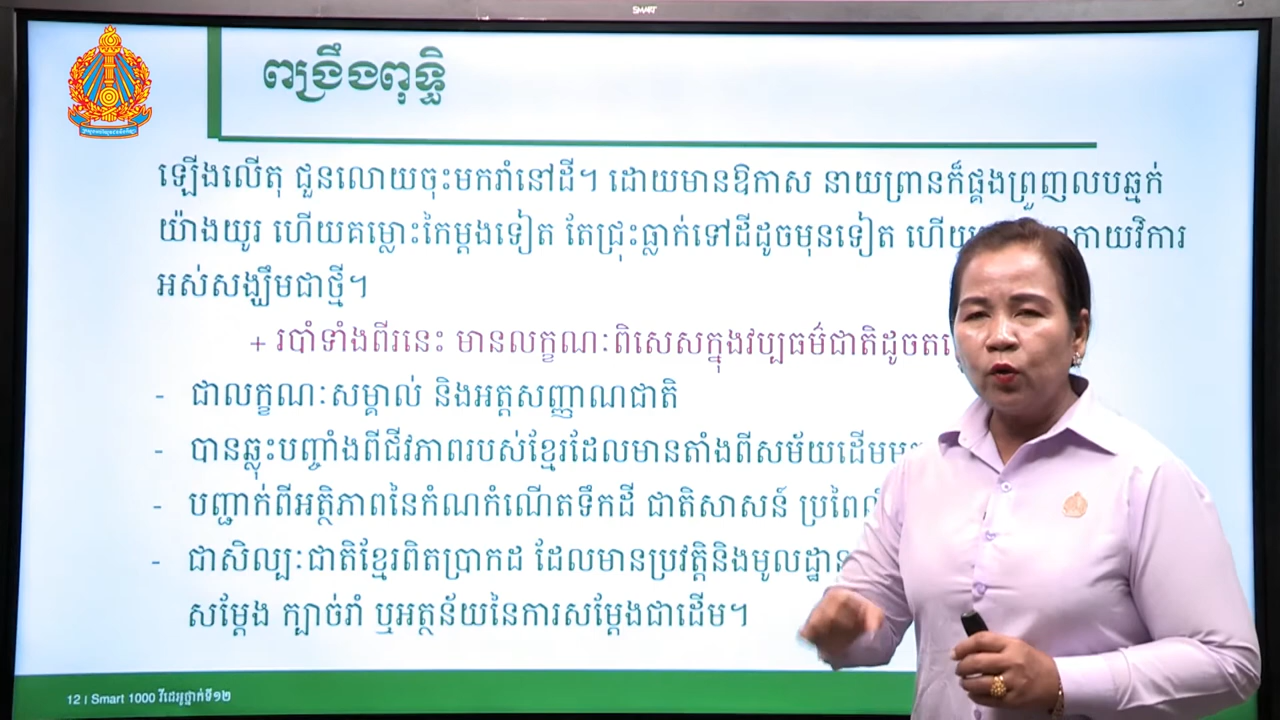 SMART
ពង្រឹងពុទ្ធិ
ឡើងលើតុ ជួនលោយចុះមករាំនៅដី។ ដោយមានឱកាស នាយព្រានក៏ផ្គងព្រួញលបឆ្មក់
យ៉ាងយូរ ហើយគម្លោះកៃម្តងទៀត តែជ្រុះធ្លាក់ទៅដីដូចមុនទៀត ហើយ កាយវិការ
អស់សង្ឃឹមជាថ្មី។
+ របាំទាំងពីរនេះ មានលក្ខណៈពិសេសក្នុងវប្បធម៌ជាតិដូចត
- ជាលក្ខណៈសម្គាល់ និងអត្តសញ្ញាណជាតិ
- បានឆ្លុះបញ្ចាំងពីជីវភាពរបស់ខ្មែរដែលមានតាំងពីសម័យដើមម
- បញ្ជាក់ពីអត្ថិភាពនៃកំណកំណើតទឹកដី ជាតិសាសន៍
- ជាសិល្បៈជាតិខ្មែរពិតប្រាកដ ដែលមានប្រវត្តិនិងមូលដ្ឋាន
សម្តែង ក្បាច់រាំ ឬអត្ថន័យនៃការសម្តែងជាដើម។
12 | Smart 1000 វីដេអូថ្នាក់ទី១២